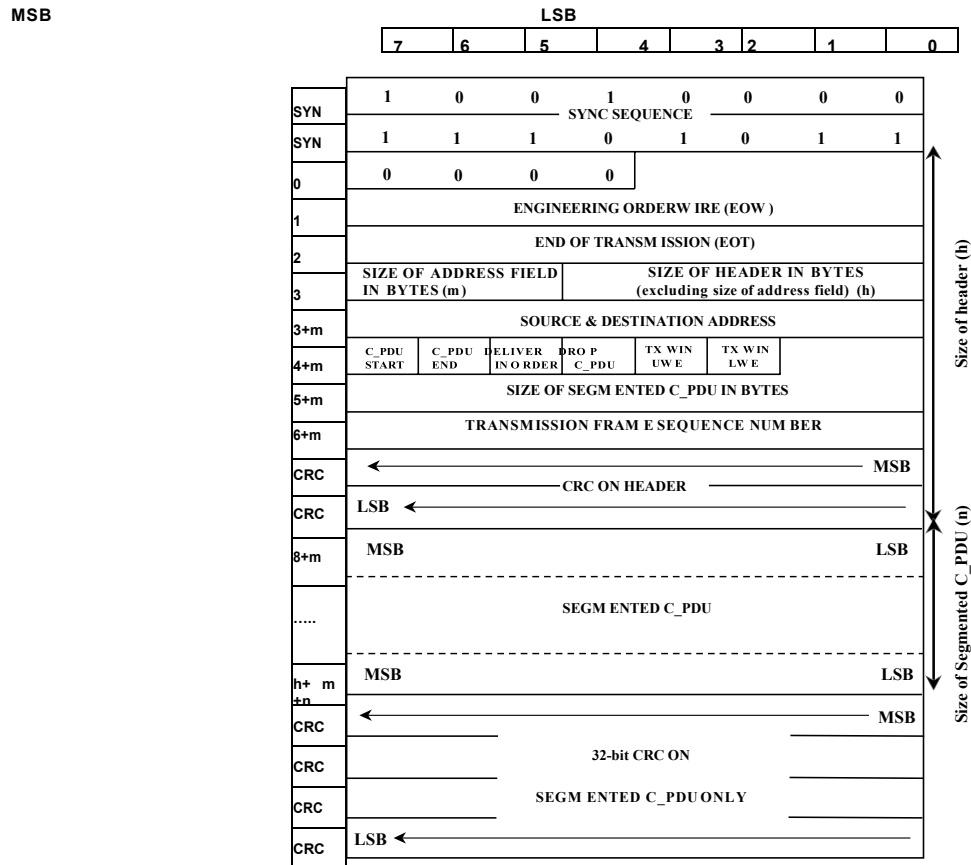 MSB LSB
7 6 5 4 3 2 1 0
SYN 1 0 0 1 0 0 0 0
SYNC SEQUENCE
SYN 1 1 1 0 1 0 1 1
0 0 0 0 0
1 ENGINEERING ORDERW IRE (EOW )
2 END OF TRANSM ISSION (EOT)
SIZE OF ADDRESS FIELD SIZE OF HEADER IN BYTES
3 IN BYTES (m) (excluding size of address field) (h)
3+m SOURCE & DESTINATION ADDRESS
C_PDU C_PDU DELIVER DRO P TX WIN TX WIN
4+m START END IN O RDER C_PDU UW E LW E
5+m SIZE OF SEGM ENTED C_PDU IN BYTES
6+m TRANSMISSION FRAM E SEQUENCE NUM BER
CRC MSB
CRC ON HEADER
CRC LSB
8+m MSB LSB
..... SEGM ENTED C_PDU
h+ m MSB LSB
+n
CRC MSB
CRC 32-bit CRC ON
CRC SEGM ENTED C_PDU ONLY
CRC LSB
Size of header (h)
Size of Segmented C_PDU (n)